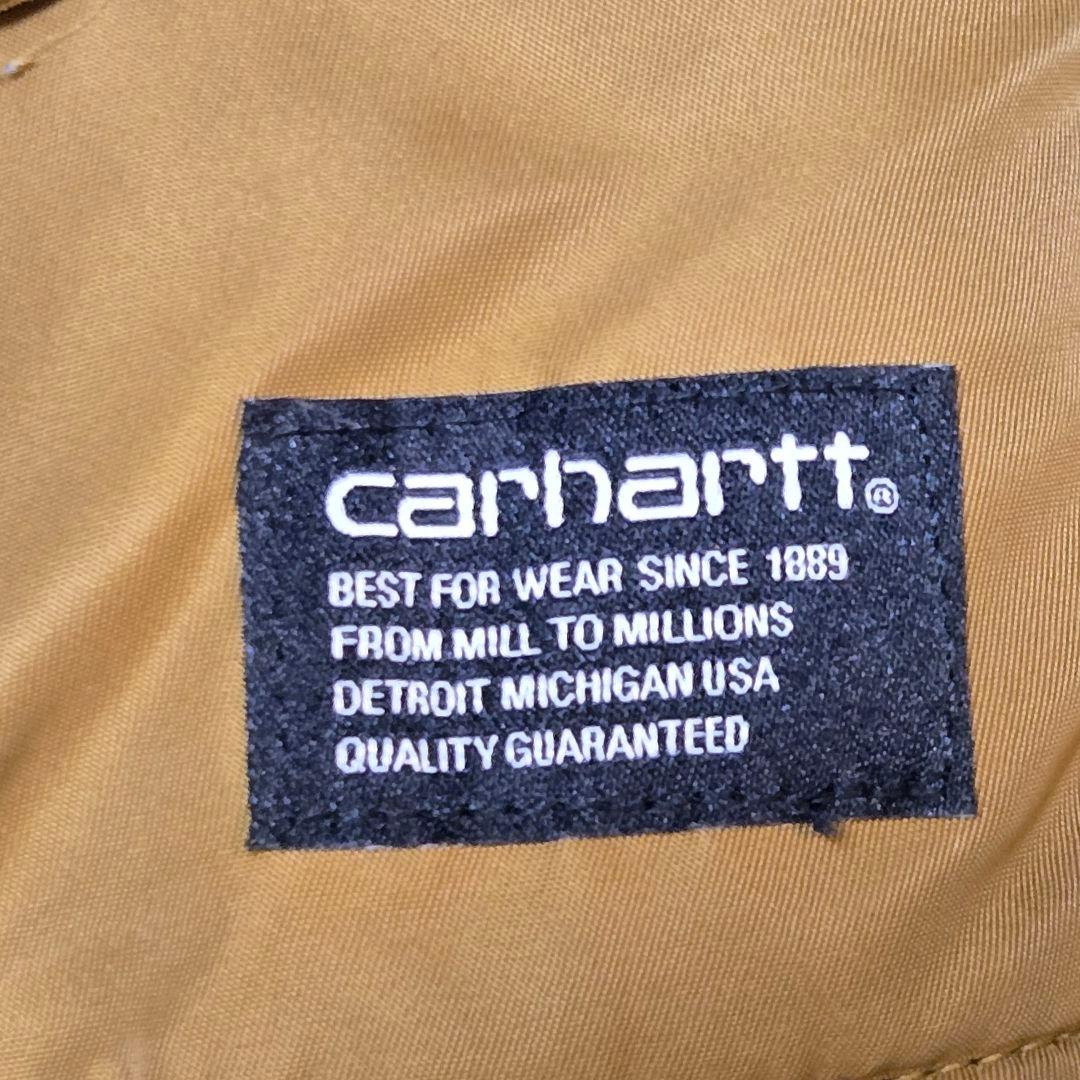 carhartt®
BEST FOR WEAR SINCE 1889
FROM MILL TO MILLIONS
DETROIT MICHIGAN USA
QUALITY GUARANTEED